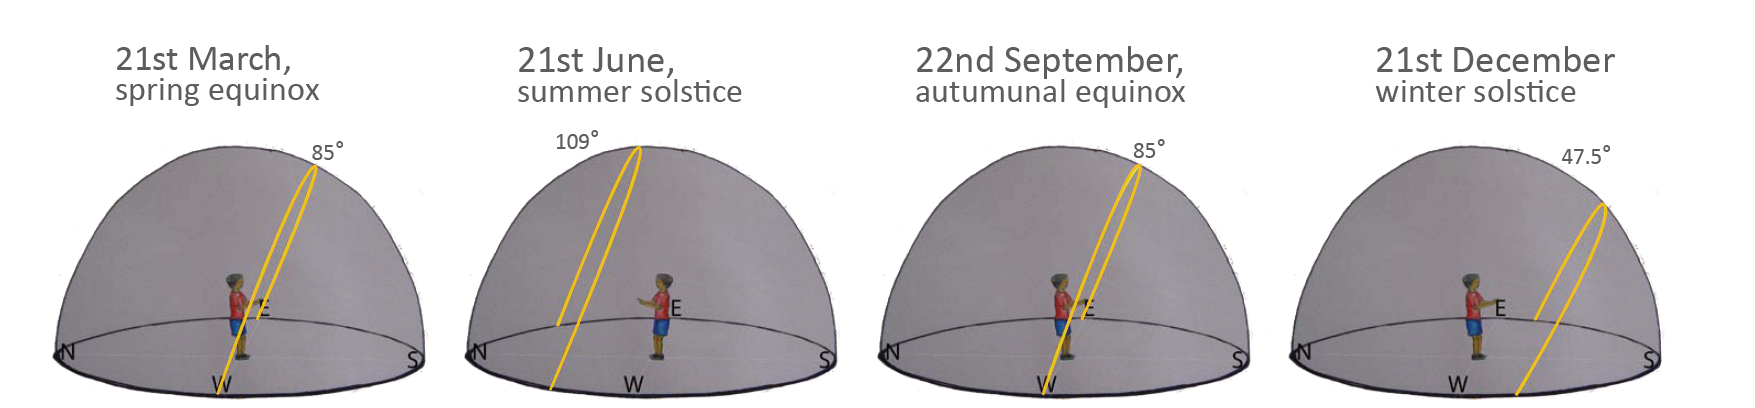 21st March,
spring equinox
21st June,
summer solstice
22nd September,
autumunal equinox
21st December
winter solstice
85°
109°
85°
47.5°
E
N
S
W
E
N
S
W
E
N
S
W
E
N
S
W